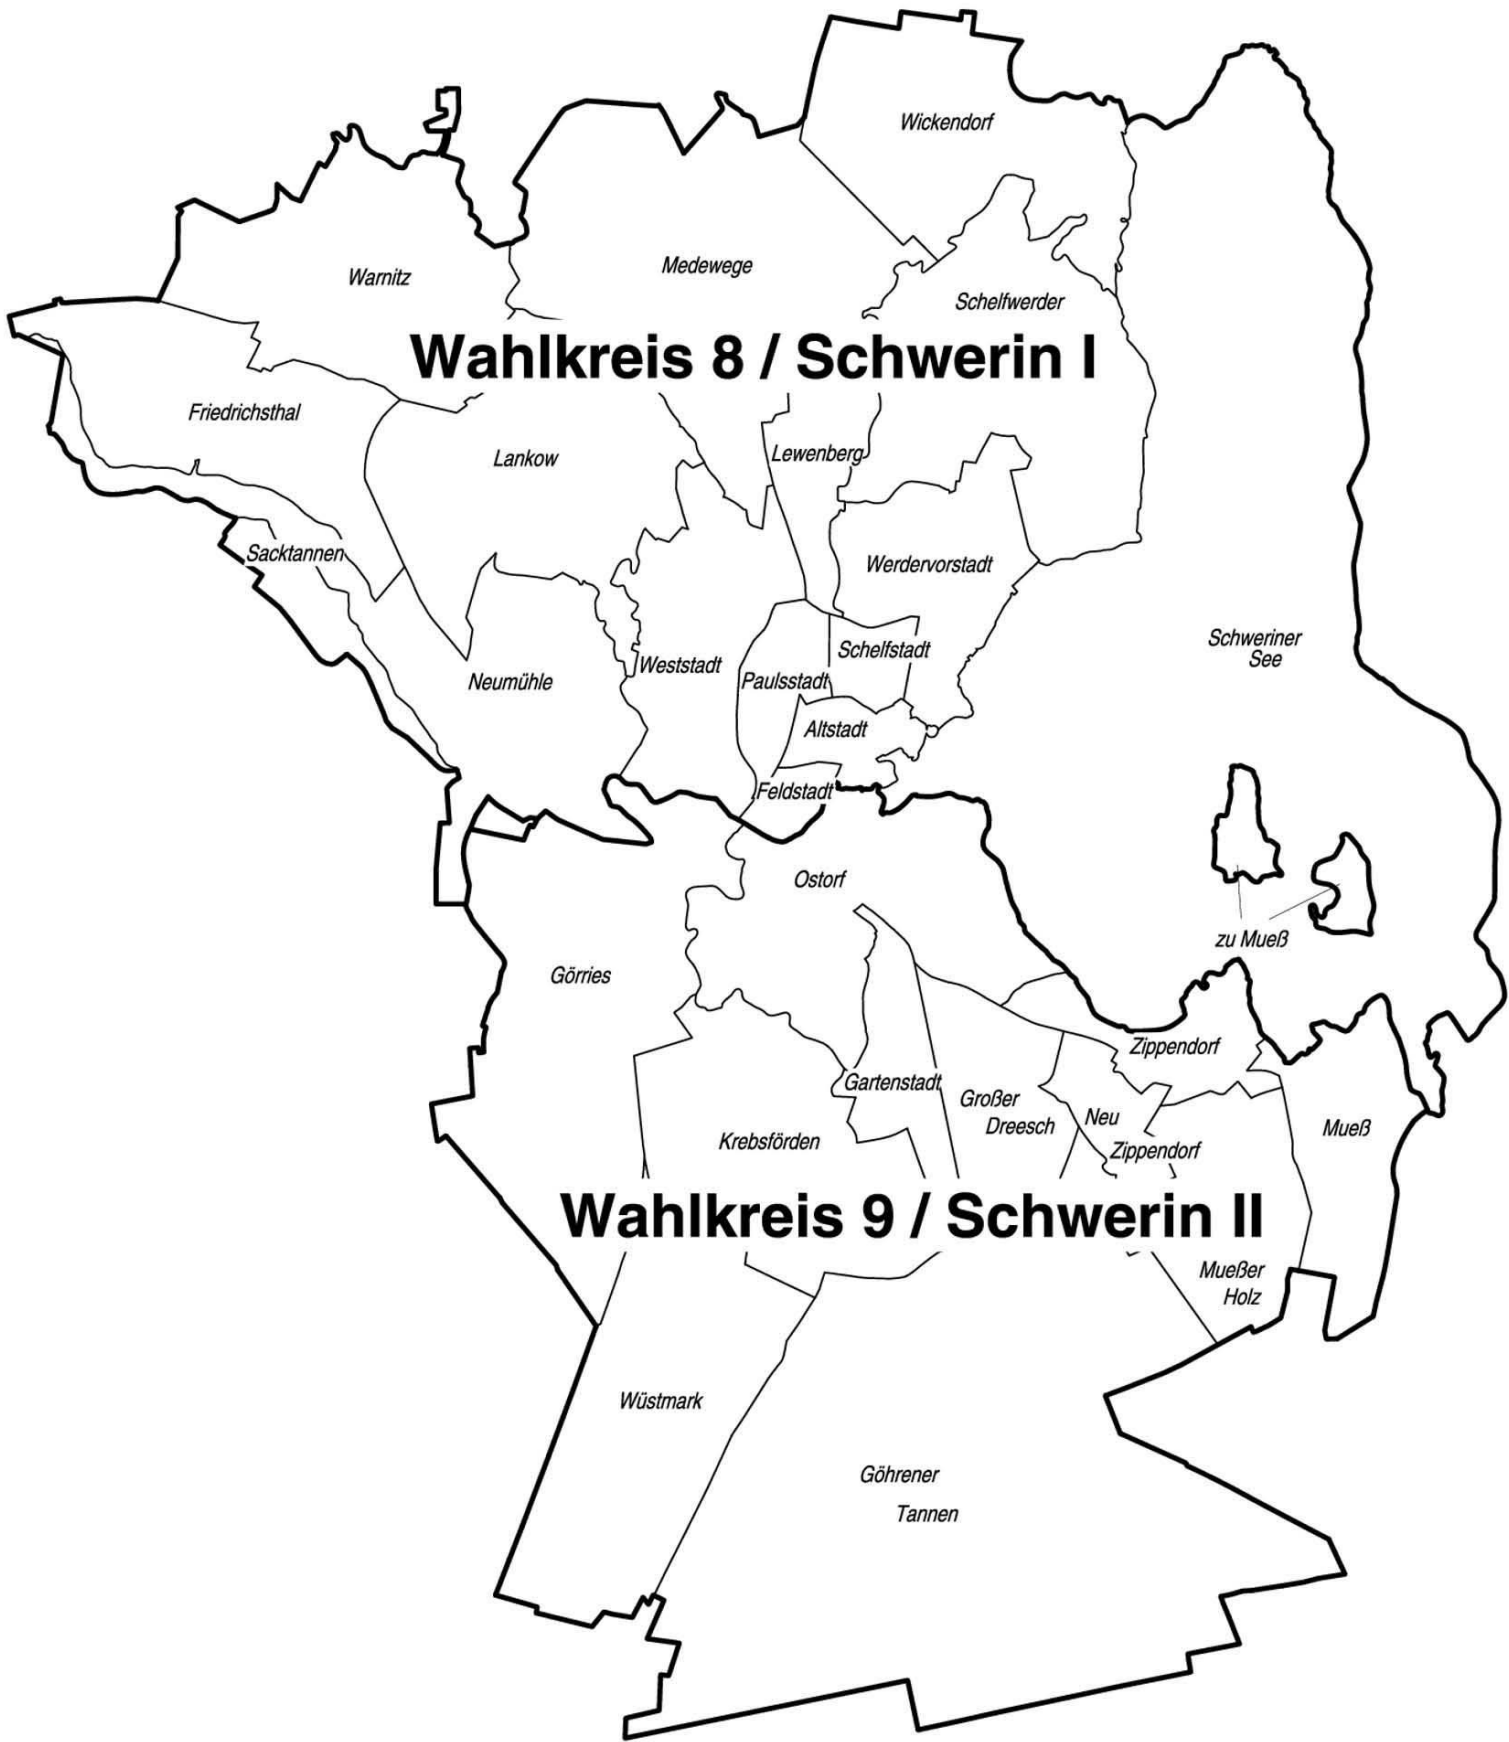 Wickendorf
Medewege
Warnitz
Schelfwerder
Wahlkreis 8 / Schwerin I
Friedrichsthal
Lankow
Lewenberg
Sacktannen
Werdervorstadt
Schweriner
See
Schelfstadt
Weststadt
Paulsstadt
Neumühle
Altstadt
Feldstadt
Ostorf
zu Mueß
Görries
Zippendorf
Gartenstadt
Großer
Dreesch
Neu
Zippendorf
Mueß
Krebsförden
Wahlkreis 9 / Schwerin II
Mueßer
Holz
Wüstmark
Göhrener
Tannen